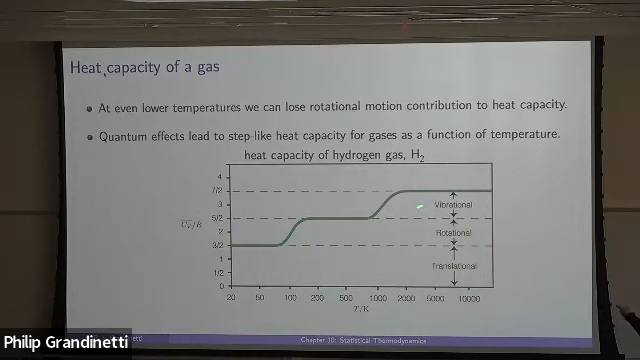 Heat capacity of a gas
At even lower temperatures we can lose rotational motion contribution to heat capacity.
Quantum effects lead to step-like heat capacity for gases as a function of temperature.
heat capacity of hydrogen gas, H₂
4
7/2
3
5/2
2
3/2
1
1/2
0
C_V/R
Vibrational
Rotational
Translational
20 50 100 200 500 1000 2000 5000 10000
T/K
Chapter 10: Statistical Thermodynamics
Philip Grandinetti